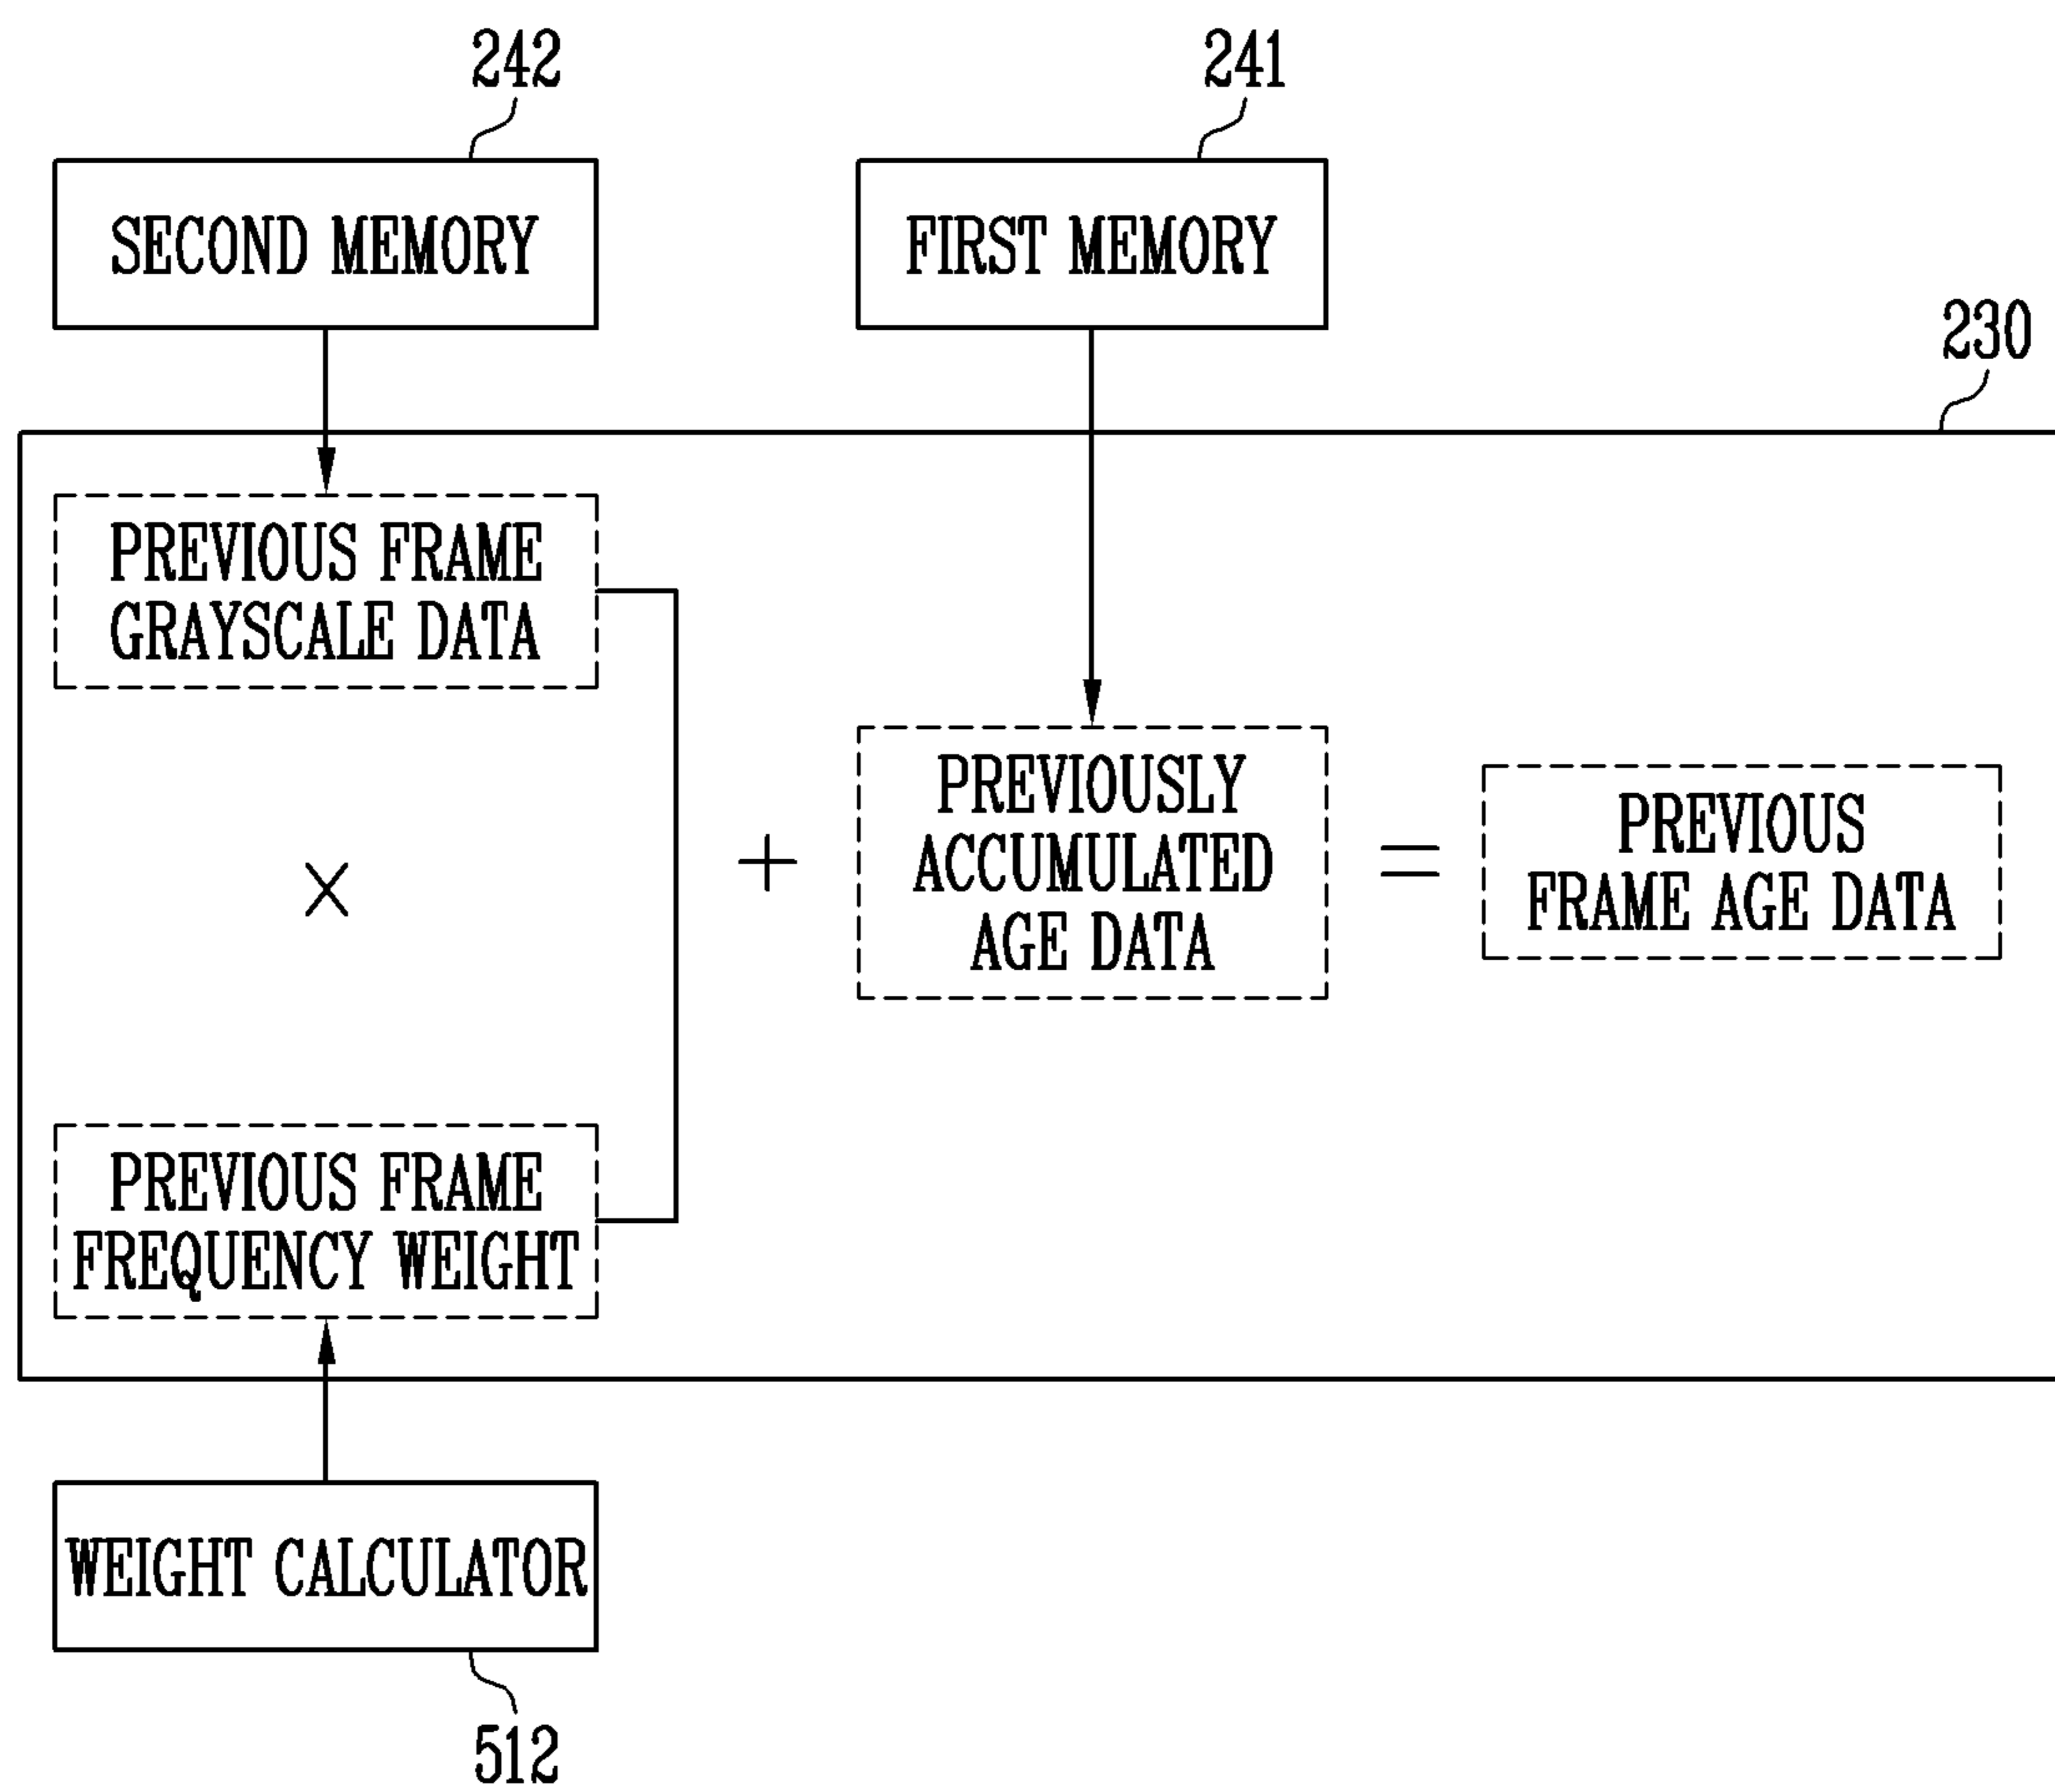 242
241
SECOND MEMORY
FIRST MEMORY
230
PREVIOUS FRAME
GRAYSCALE DATA
×
PREVIOUS FRAME
FREQUENCY WEIGHT
+
PREVIOUSLY
ACCUMULATED
AGE DATA
=
PREVIOUS
FRAME AGE DATA
WEIGHT CALCULATOR
512